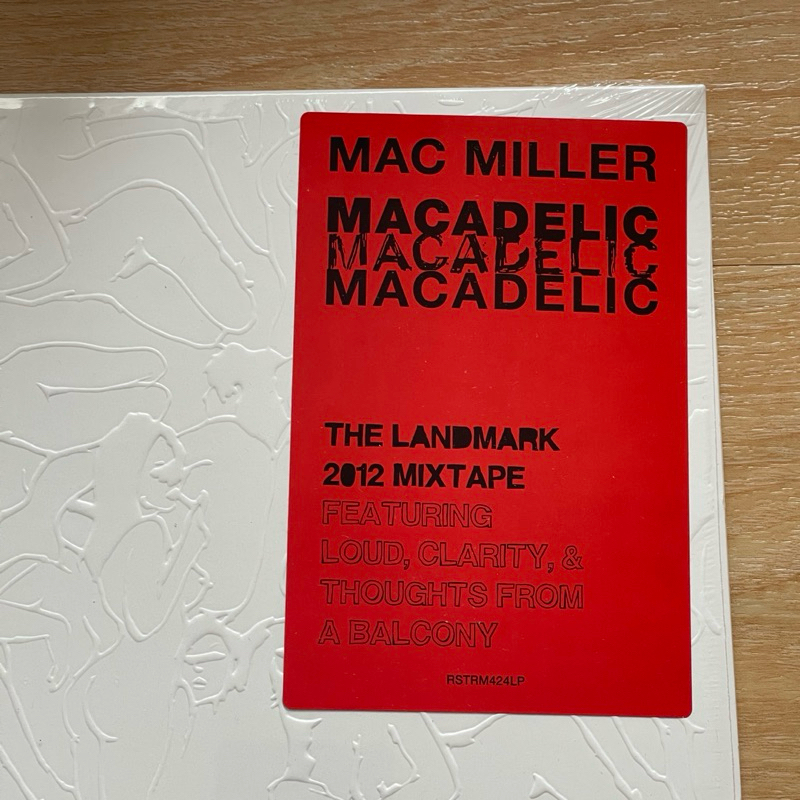 MAC MILLER
MACADELIC
MACADELIC
MACADELIC
THE LANDMARK
2012 MIXTAPE
FEATURING
LOUD, CLARITY, &
THOUGHTS FROM
A BALCONY
RSTRM424LP